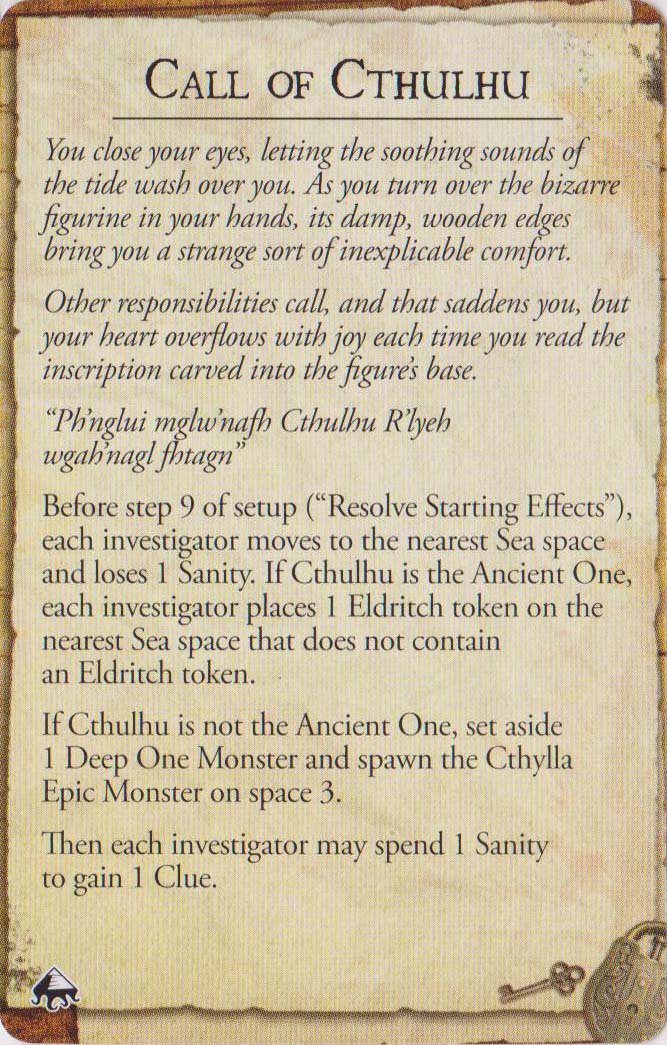 Call of Cthulhu
You close your eyes, letting the soothing sounds of
the tide wash over you. As you turn over the bizarre
figurine in your hands, its damp, wooden edges
bring you a strange sort of inexplicable comfort.
Other responsibilities call, and that saddens you, but
your heart overflows with joy each time you read the
inscription carved into the figure's base.
“Ph'nglui mglw'nafh Cthulhu R'lyeh
wgah'nagl fhtagn”
Before step 9 of setup (“Resolve Starting Effects”),
each investigator moves to the nearest Sea space
and loses 1 Sanity. If Cthulhu is the Ancient One,
each investigator places 1 Eldritch token on the
nearest Sea space that does not contain
an Eldritch token.
If Cthulhu is not the Ancient One, set aside
1 Deep One Monster and spawn the Cthylla
Epic Monster on space 3.
Then each investigator may spend 1 Sanity
to gain 1 Clue.